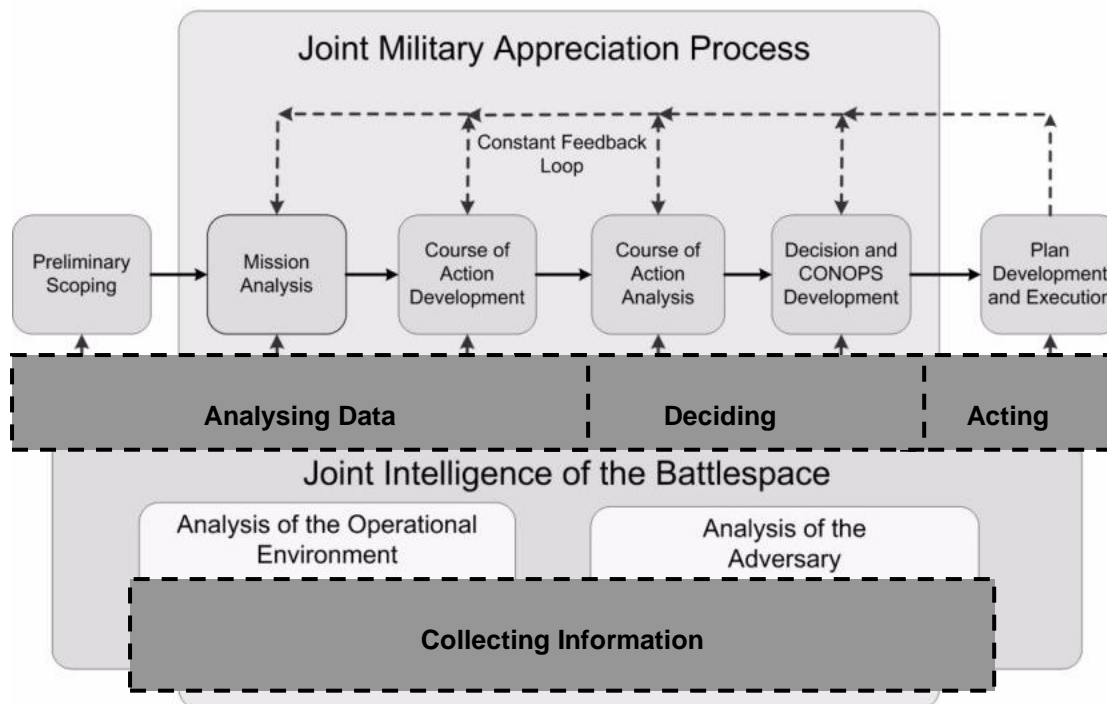 Joint Military Appreciation Process
Constant Feedback
Loop
Preliminary
Scoping
Mission
Analysis
Course of
Action
Development
Course of
Action
Analysis
Decision and
CONOPS
Development
Plan
Development
and Execution
Analysing Data
Deciding
Acting
Joint Intelligence of the Battlespace
Analysis of the Operational
Environment
Analysis of the
Adversary
Collecting Information